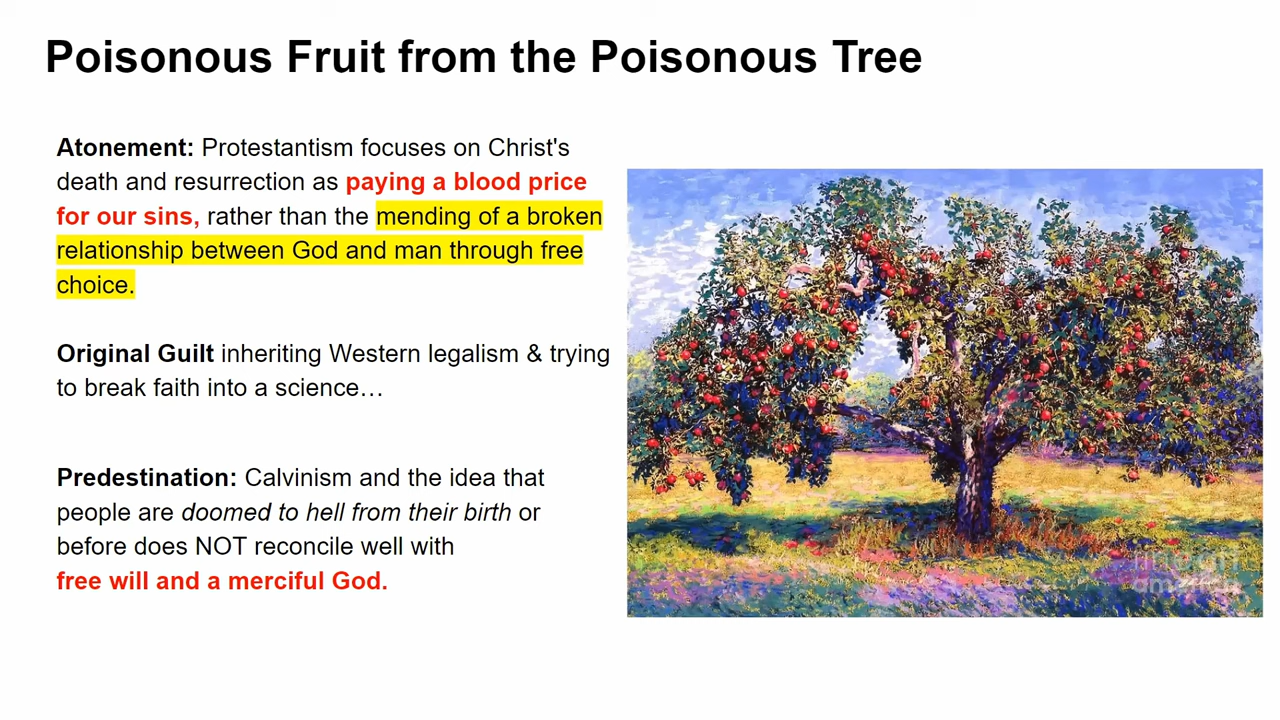 Poisonous Fruit from the Poisonous Tree
Atonement: Protestantism focuses on Christ's
death and resurrection as paying a blood price
for our sins, rather than the mending of a broken
relationship between God and man through free
choice.
Original Guilt inheriting Western legalism & trying
to break faith into a science…
Predestination: Calvinism and the idea that
people are doomed to hell from their birth or
before does NOT reconcile well with
free will and a merciful God.